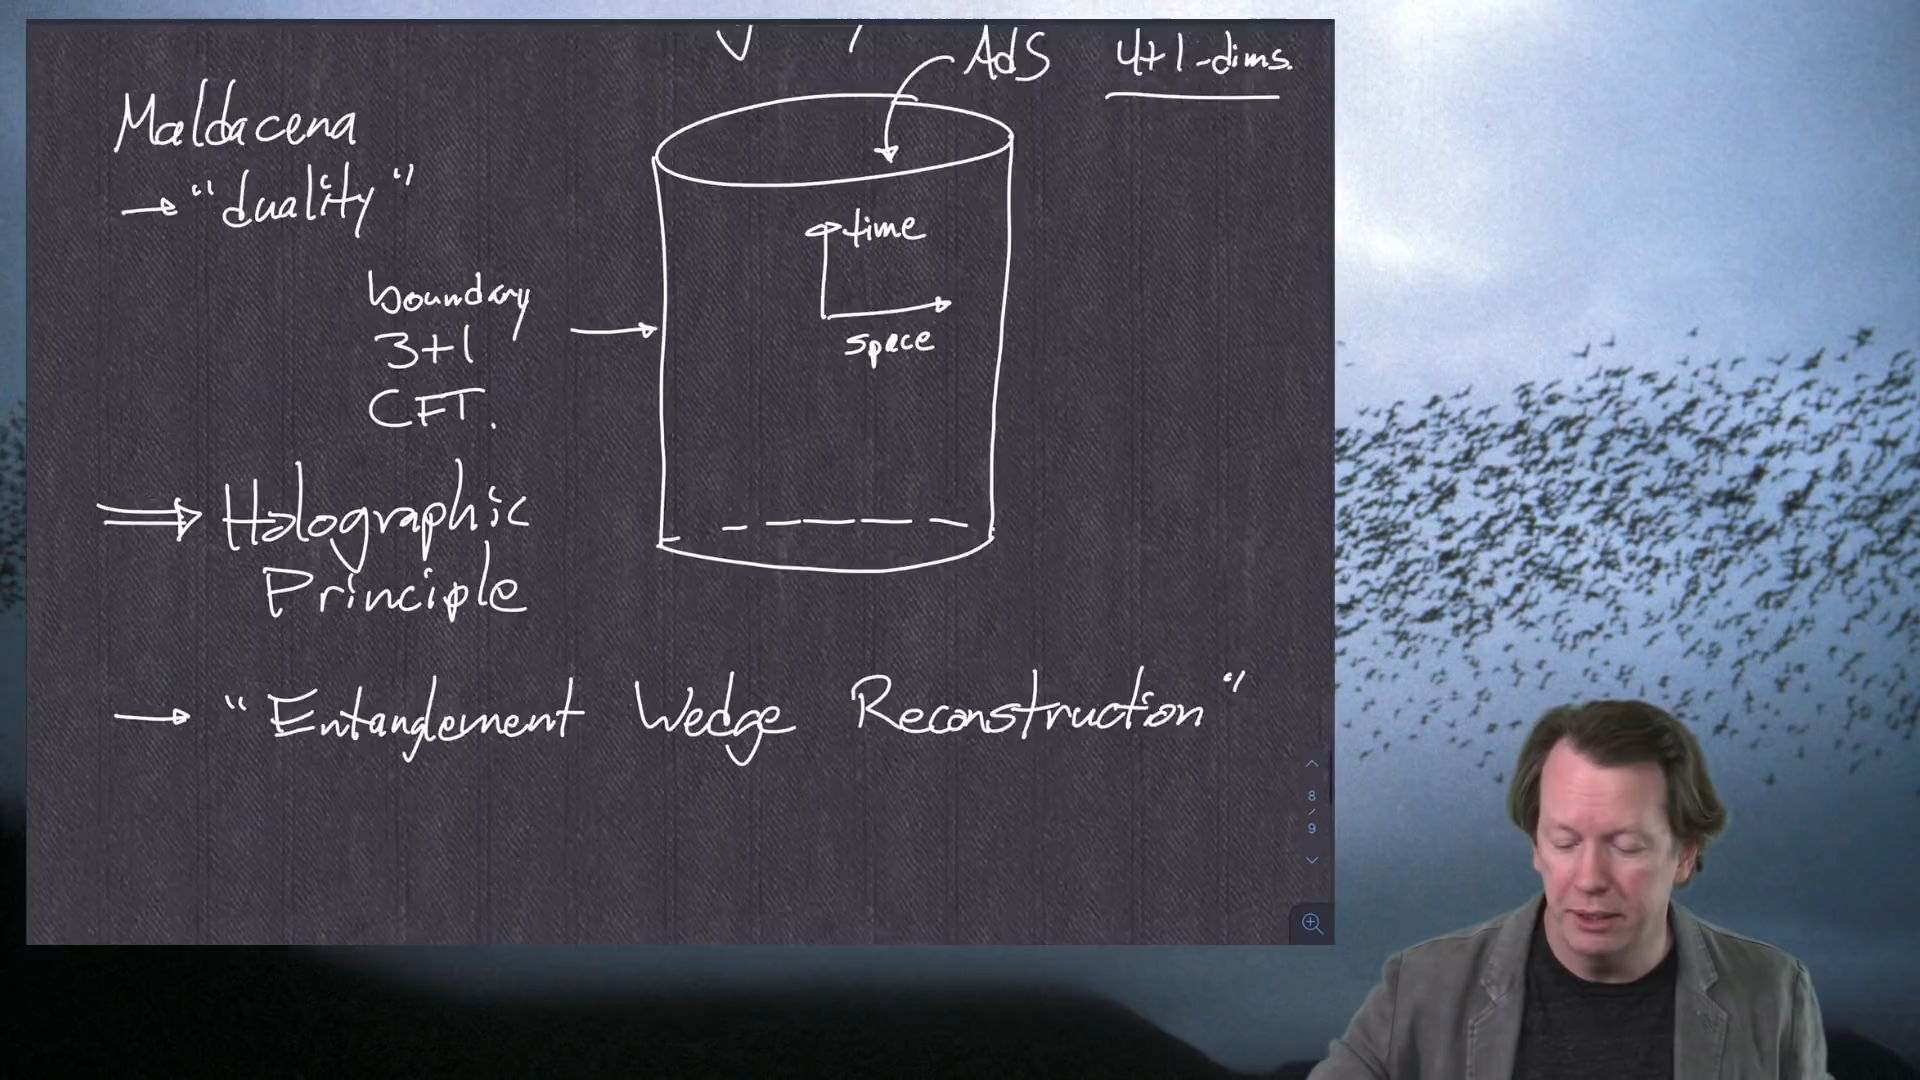 AdS 4+1-dims.
Maldacena
→ "duality"
time
space
boundary
3+1
CFT.
⇒ Holographic
Principle
→ "Entanglement Wedge Reconstruction"
8
/
9